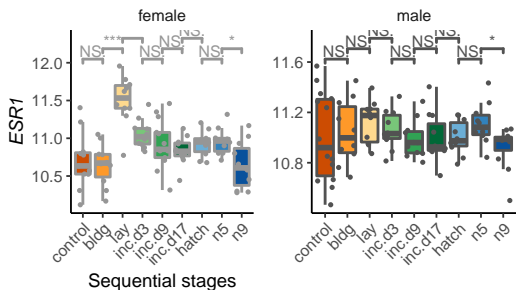 female
male
NS
***
NS
NS
NS
NS
NS
*
NS
NS
NS
NS
NS
NS
NS
*
ESR1
12.0
11.5
11.0
10.5
11.6
11.2
10.8
control
bldg
lay
inc.d3
inc.d9
inc.d17
hatch
n5
n9
control
bldg
lay
inc.d3
inc.d9
inc.d17
hatch
n5
n9
Sequential stages